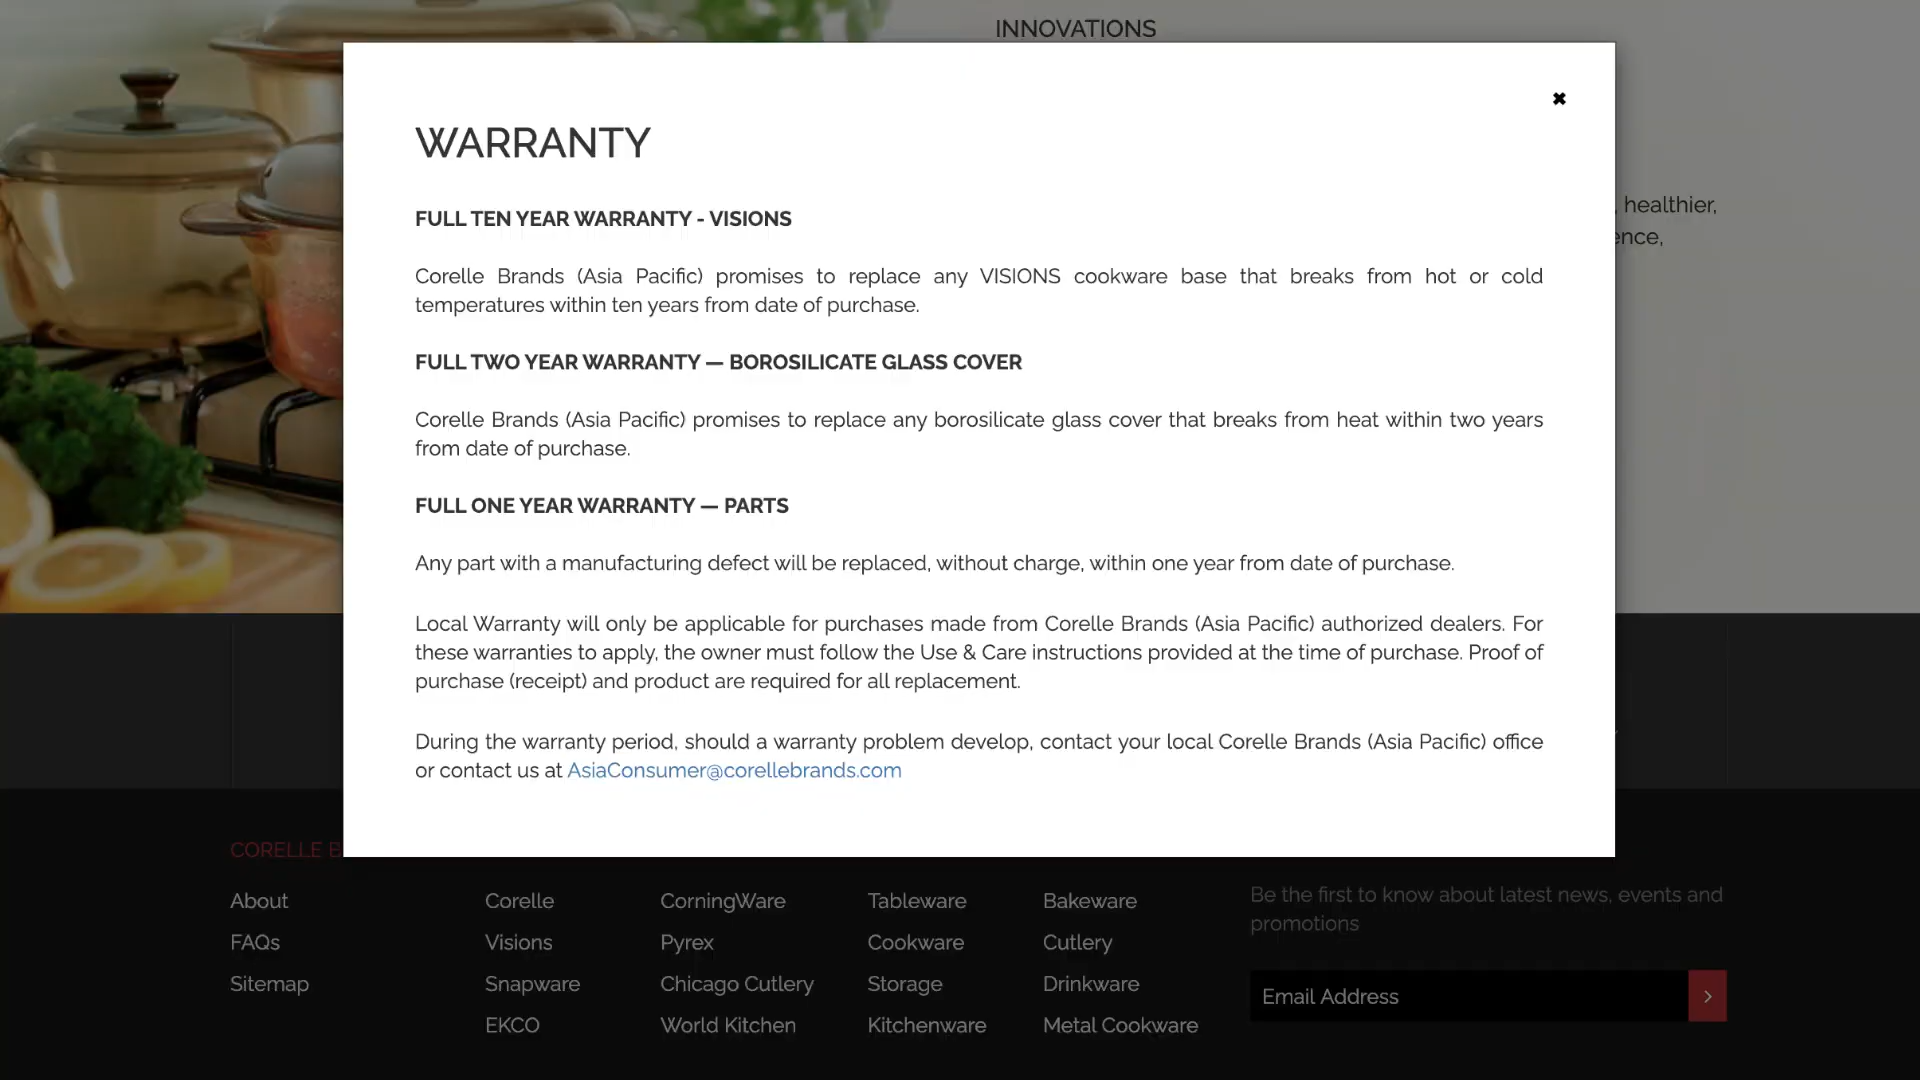 INNOVATIONS
✖
WARRANTY
FULL TEN YEAR WARRANTY - VISIONS
Corelle Brands (Asia Pacific) promises to replace any VISIONS cookware base that breaks from hot or cold
temperatures within ten years from date of purchase.
FULL TWO YEAR WARRANTY — BOROSILICATE GLASS COVER
Corelle Brands (Asia Pacific) promises to replace any borosilicate glass cover that breaks from heat within two years
from date of purchase.
FULL ONE YEAR WARRANTY — PARTS
Any part with a manufacturing defect will be replaced, without charge, within one year from date of purchase.
Local Warranty will only be applicable for purchases made from Corelle Brands (Asia Pacific) authorized dealers. For
these warranties to apply, the owner must follow the Use & Care instructions provided at the time of purchase. Proof of
purchase (receipt) and product are required for all replacement.
During the warranty period, should a warranty problem develop, contact your local Corelle Brands (Asia Pacific) office
or contact us at AsiaConsumer@corellebrands.com
healthier,
CORELLE
About
FAQs
Sitemap
Corelle
Visions
Snapware
EKCO
CorningWare
Pyrex
Chicago Cutlery
World Kitchen
Tableware
Cookware
Storage
Kitchenware
Bakeware
Cutlery
Drinkware
Metal Cookware
Be the first to know about latest news, events and
promotions
Email Address